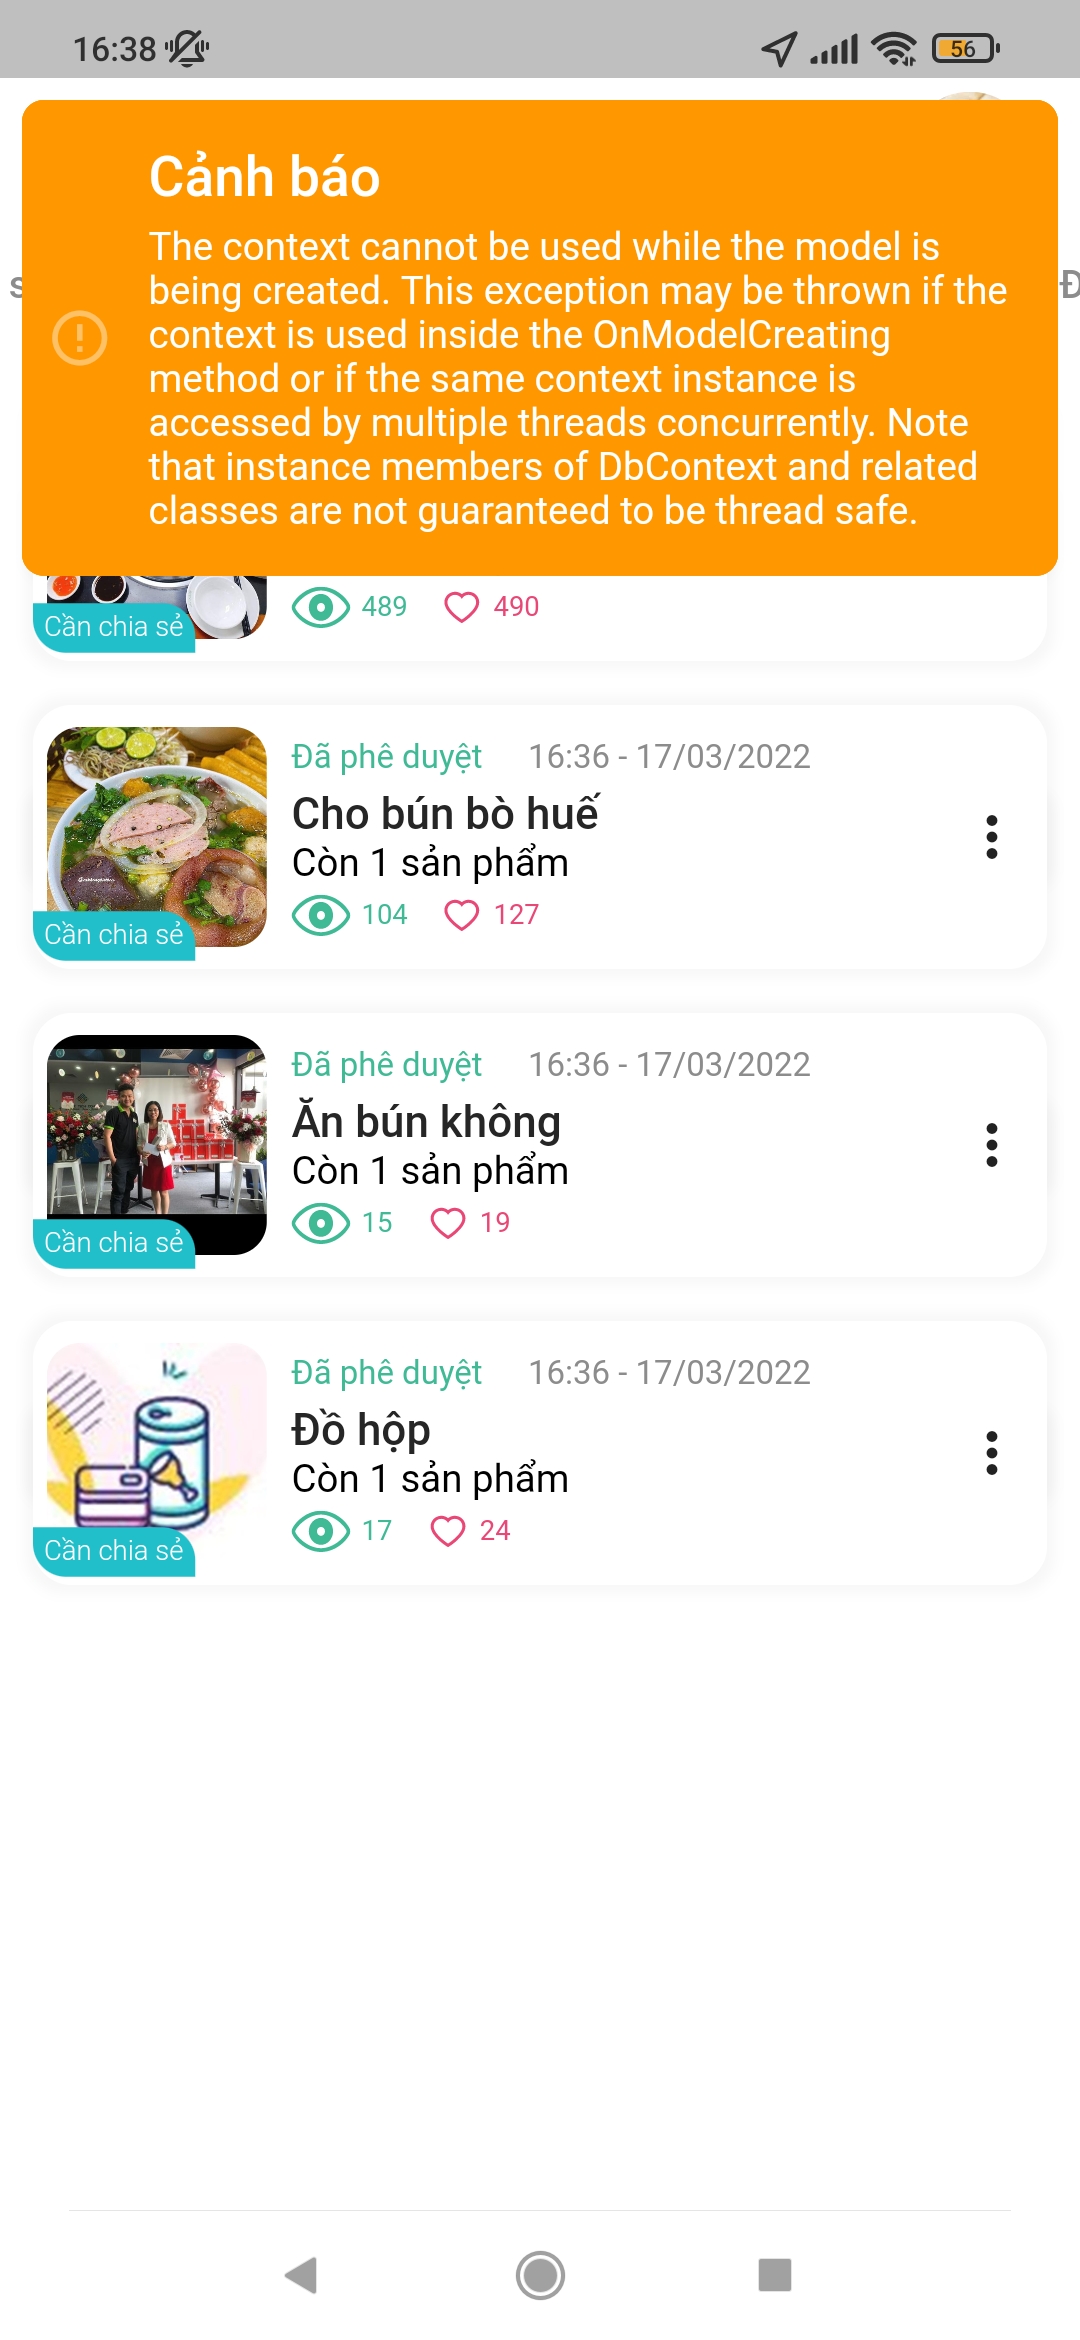 16:38
56
Cảnh báo
The context cannot be used while the model is
being created. This exception may be thrown if the
context is used inside the OnModelCreating
method or if the same context instance is
accessed by multiple threads concurrently. Note
that instance members of DbContext and related
classes are not guaranteed to be thread safe.
489 490
Cần chia sẻ
Đã phê duyệt 16:36 - 17/03/2022
Cho bún bò huế
Còn 1 sản phẩm
104 127
Cần chia sẻ
Đã phê duyệt 16:36 - 17/03/2022
Ăn bún không
Còn 1 sản phẩm
15 19
Cần chia sẻ
Đã phê duyệt 16:36 - 17/03/2022
Đồ hộp
Còn 1 sản phẩm
17 24
Cần chia sẻ